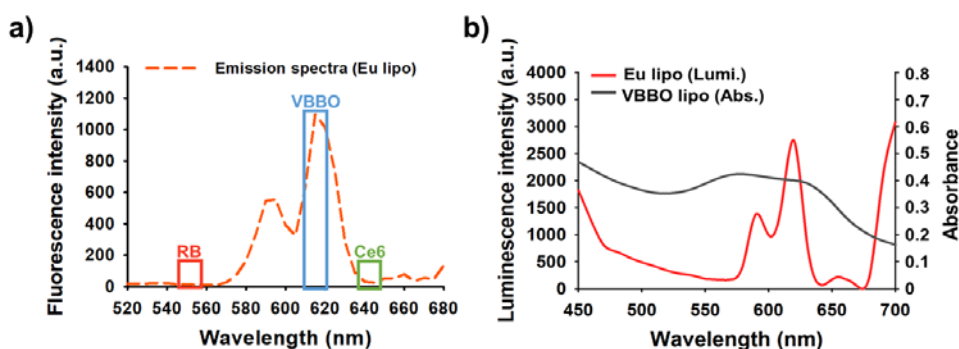 a)
Fluorescence intensity (a.u.)
1400
1200
1000
800
600
400
200
0
Emission spectra (Eu lipo)
VBBO
RB
Ce6
520 540 560 580 600 620 640 660 680
Wavelength (nm)
b)
Luminescence intensity (a.u.)
4000
3500
3000
2500
2000
1500
1000
500
0
Eu lipo (Lumi.)
VBBO lipo (Abs.)
0.8
0.7
0.6
0.5
0.4
0.3
0.2
0.1
0
Absorbance
450 500 550 600 650 700
Wavelength (nm)